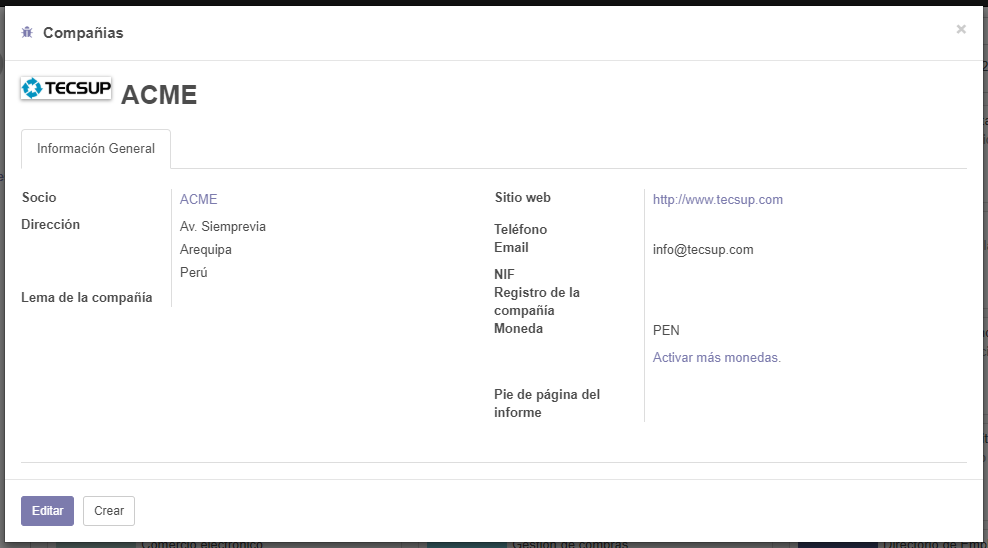 Compañias
×
TECSUP
ACME
Información General
Socio
ACME
Dirección
Av. Siemprevia
Arequipa
Perú
Lema de la compañía
Sitio web
http://www.tecsup.com
Teléfono
Email
info@tecsup.com
NIF
Registro de la
compañía
Moneda
PEN
Activar más monedas.
Pie de página del
informe
Editar
Crear
Comercio electrónico
Gestión de compras
Directorio de